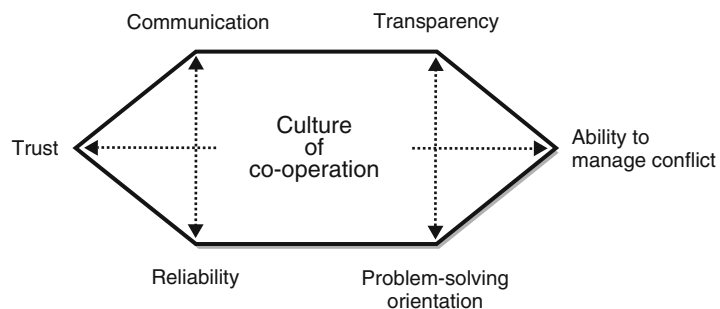 Communication
Transparency
Trust
Culture
of
co-operation
Ability to
manage conflict
Reliability
Problem-solving
orientation